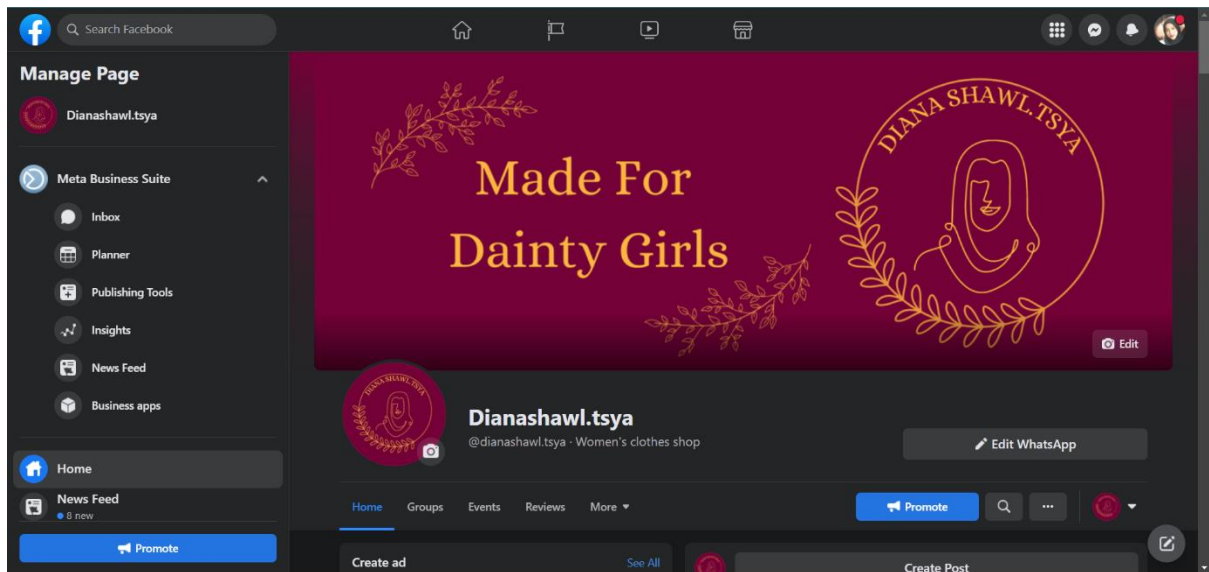 Search Facebook
Manage Page
Dianashawl.tsya
Meta Business Suite
Inbox
Planner
Publishing Tools
Insights
News Feed
Business apps
Home
News Feed
8 new
Promote
Made For
Dainty Girls
DIANA SHAWL.TSYA
Edit
DIANA SHAWL.TSYA
Dianashawl.tsya
@dianashawl.tsya · Women's clothes shop
Edit WhatsApp
Home Groups Events Reviews More
Promote
Create ad
See All
Create Post